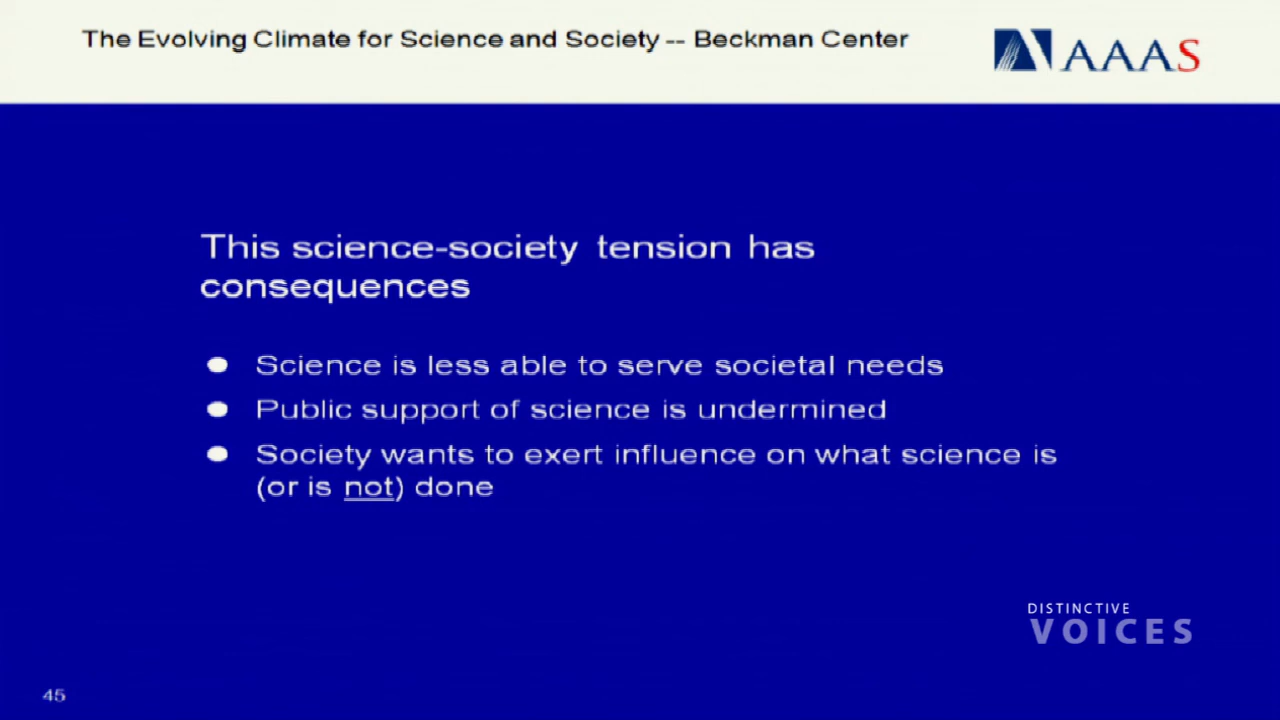 The Evolving Climate for Science and Society -- Beckman Center
AAAS
This science-society tension has
consequences
Science is less able to serve societal needs
Public support of science is undermined
Society wants to exert influence on what science is
(or is not) done
DISTINCTIVE
VOICES
45